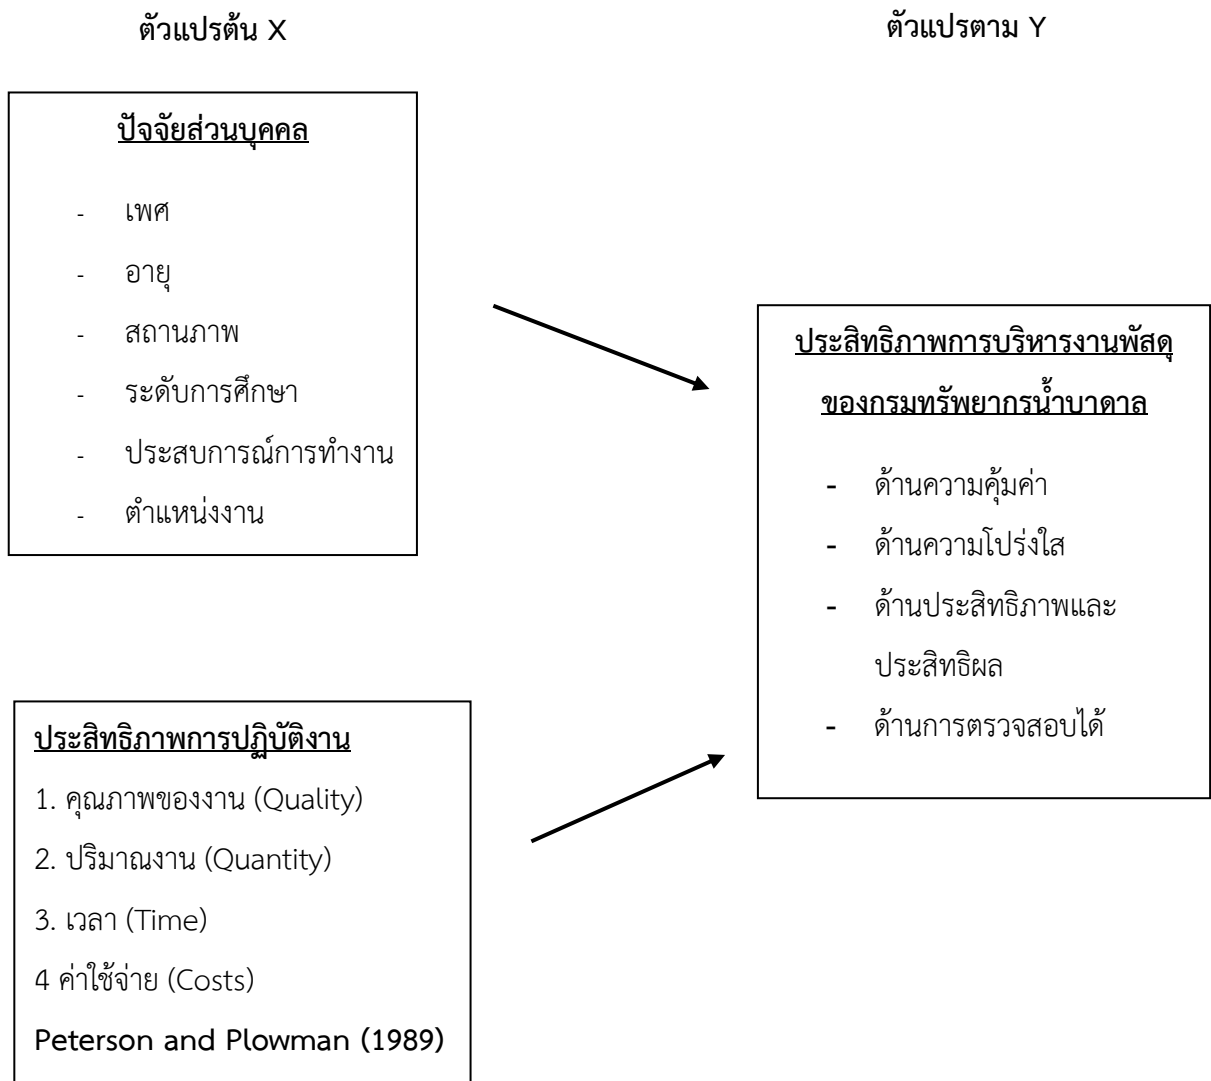 ตัวแปรต้น X
ตัวแปรตาม Y
ปัจจัยส่วนบุคคล
- เพศ
- อายุ
- สถานภาพ
- ระดับการศึกษา
- ประสบการณ์การทำงาน
- ตำแหน่งงาน
ประสิทธิภาพการปฏิบัติงาน
1. คุณภาพของงาน (Quality)
2. ปริมาณงาน (Quantity)
3. เวลา (Time)
4 ค่าใช้จ่าย (Costs)
Peterson and Plowman (1989)
ประสิทธิภาพการบริหารงานพัสดุ
ของกรมทรัพยากรน้ำบาดาล
- ด้านความคุ้มค่า
- ด้านความโปร่งใส
- ด้านประสิทธิภาพและ
ประสิทธิผล
- ด้านการตรวจสอบได้